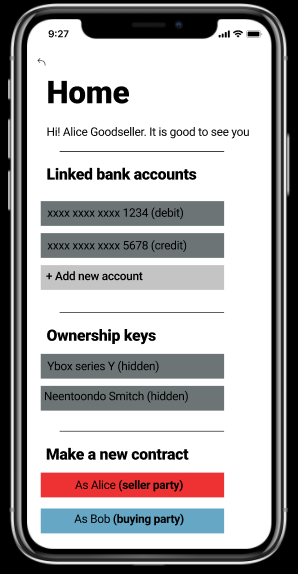 9:27
Home
Hi! Alice Goodseller. It is good to see you
Linked bank accounts
xxxx xxxx xxxx 1234 (debit)
xxxx xxxx xxxx 5678 (credit)
+ Add new account
Ownership keys
Ybox series Y (hidden)
Neentoondo Smitch (hidden)
Make a new contract
As Alice (seller party)
As Bob (buying party)